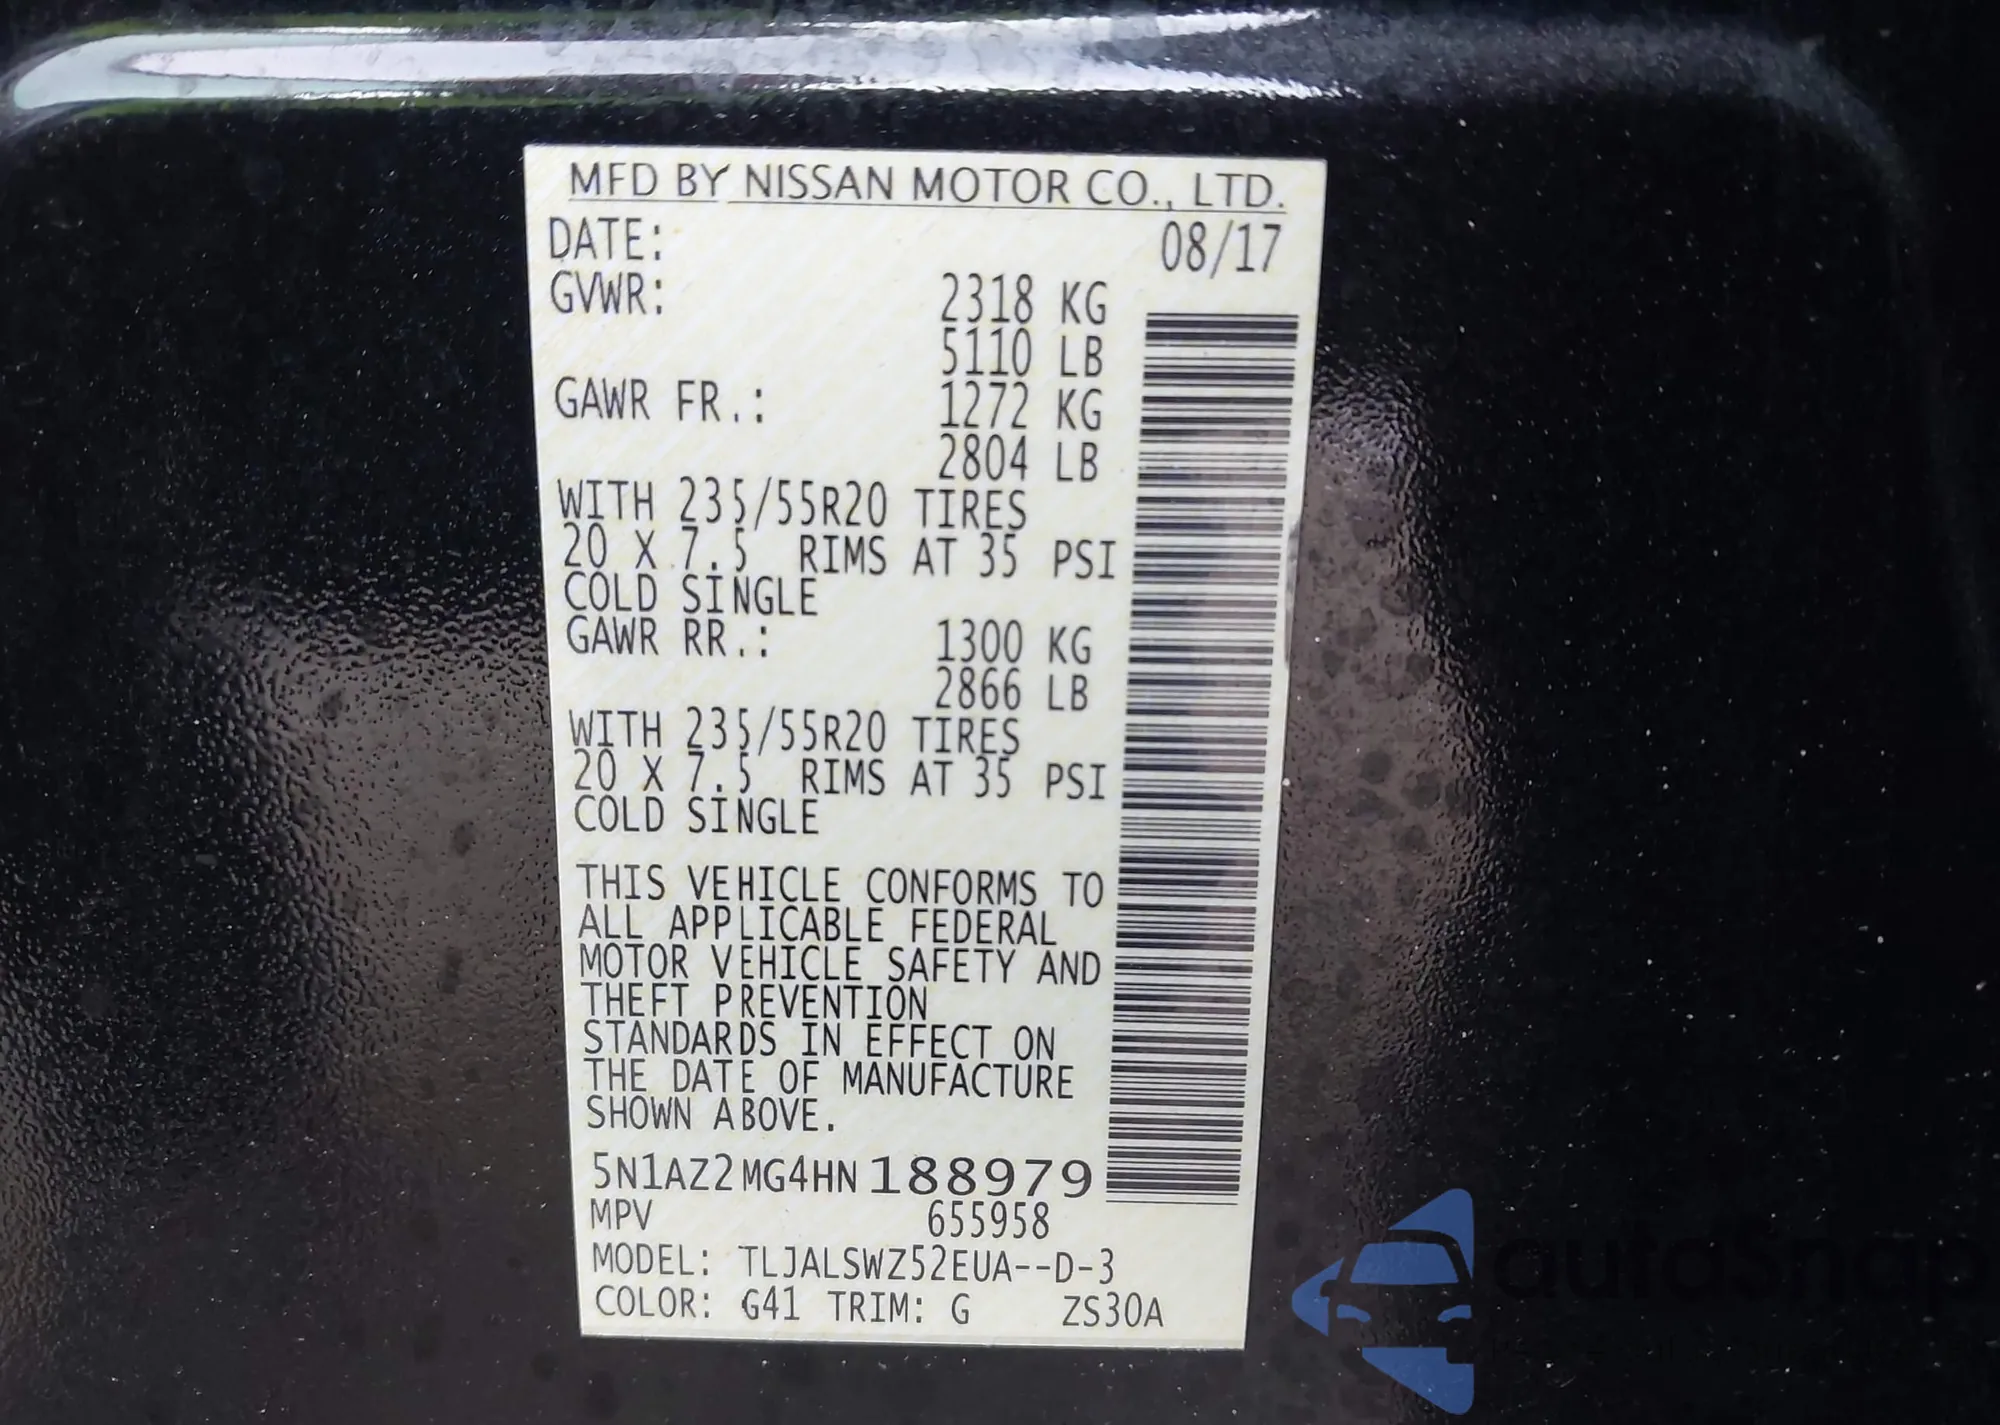 MFD BY NISSAN MOTOR CO., LTD.
DATE: 08/17
GVWR: 2318 KG
5110 LB
GAWR FR.: 1272 KG
2804 LB
WITH 235/55R20 TIRES
20 X 7.5 RIMS AT 35 PSI
COLD SINGLE
GAWR RR.: 1300 KG
2866 LB
WITH 235/55R20 TIRES
20 X 7.5 RIMS AT 35 PSI
COLD SINGLE
THIS VEHICLE CONFORMS TO
ALL APPLICABLE FEDERAL
MOTOR VEHICLE SAFETY AND
THEFT PREVENTION
STANDARDS IN EFFECT ON
THE DATE OF MANUFACTURE
SHOWN ABOVE.
5N1AZ2MG4HN188979
MPV 655958
MODEL: TLJALSWZ52EUA--D-3
COLOR: G41 TRIM: G ZS30A
autosnap